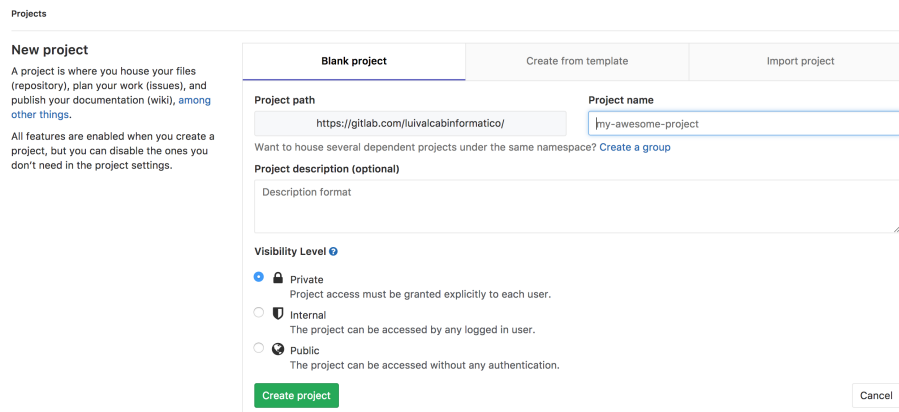 Projects
New project
A project is where you house your files
(repository), plan your work (issues), and
publish your documentation (wiki), among
other things.
All features are enabled when you create a
project, but you can disable the ones you
don't need in the project settings.
Blank project
Create from template
Import project
Project path
Project name
https://gitlab.com/luivalcabinformatico/
my-awesome-project
Want to house several dependent projects under the same namespace? Create a group
Project description (optional)
Description format
Visibility Level ?
Private
Project access must be granted explicitly to each user.
Internal
The project can be accessed by any logged in user.
Public
The project can be accessed without any authentication.
Create project
Cancel